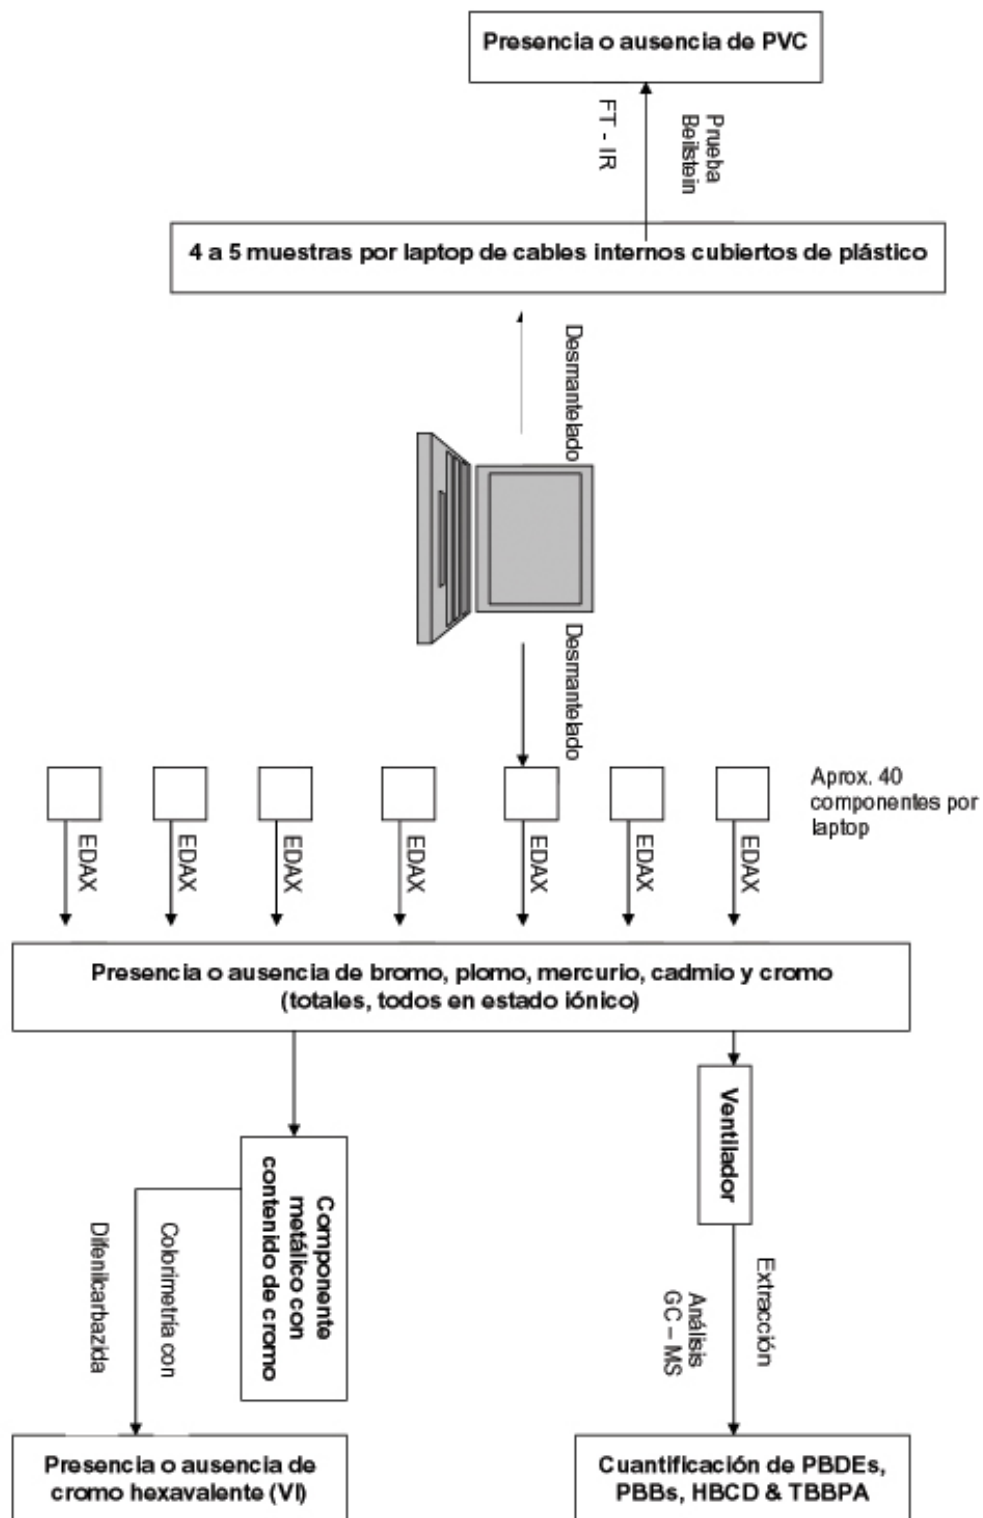 Presencia o ausencia de PVC
FT - IR
Prueba
Beilstein
4 a 5 muestras por laptop de cables internos cubiertos de plástico
Desmantelado
Desmantelado
Aprox. 40
componentes por
laptop
EDAX
EDAX
EDAX
EDAX
EDAX
EDAX
EDAX
Presencia o ausencia de bromo, plomo, mercurio, cadmio y cromo
(totales, todos en estado iónico)
Componente
metálico con
contenido de cromo
Ventilador
Colorimetría con
Difenilcarbazida
Extracción
Análisis
GC – MS
Presencia o ausencia de
cromo hexavalente (VI)
Cuantificación de PBDEs,
PBBs, HBCD & TBBPA